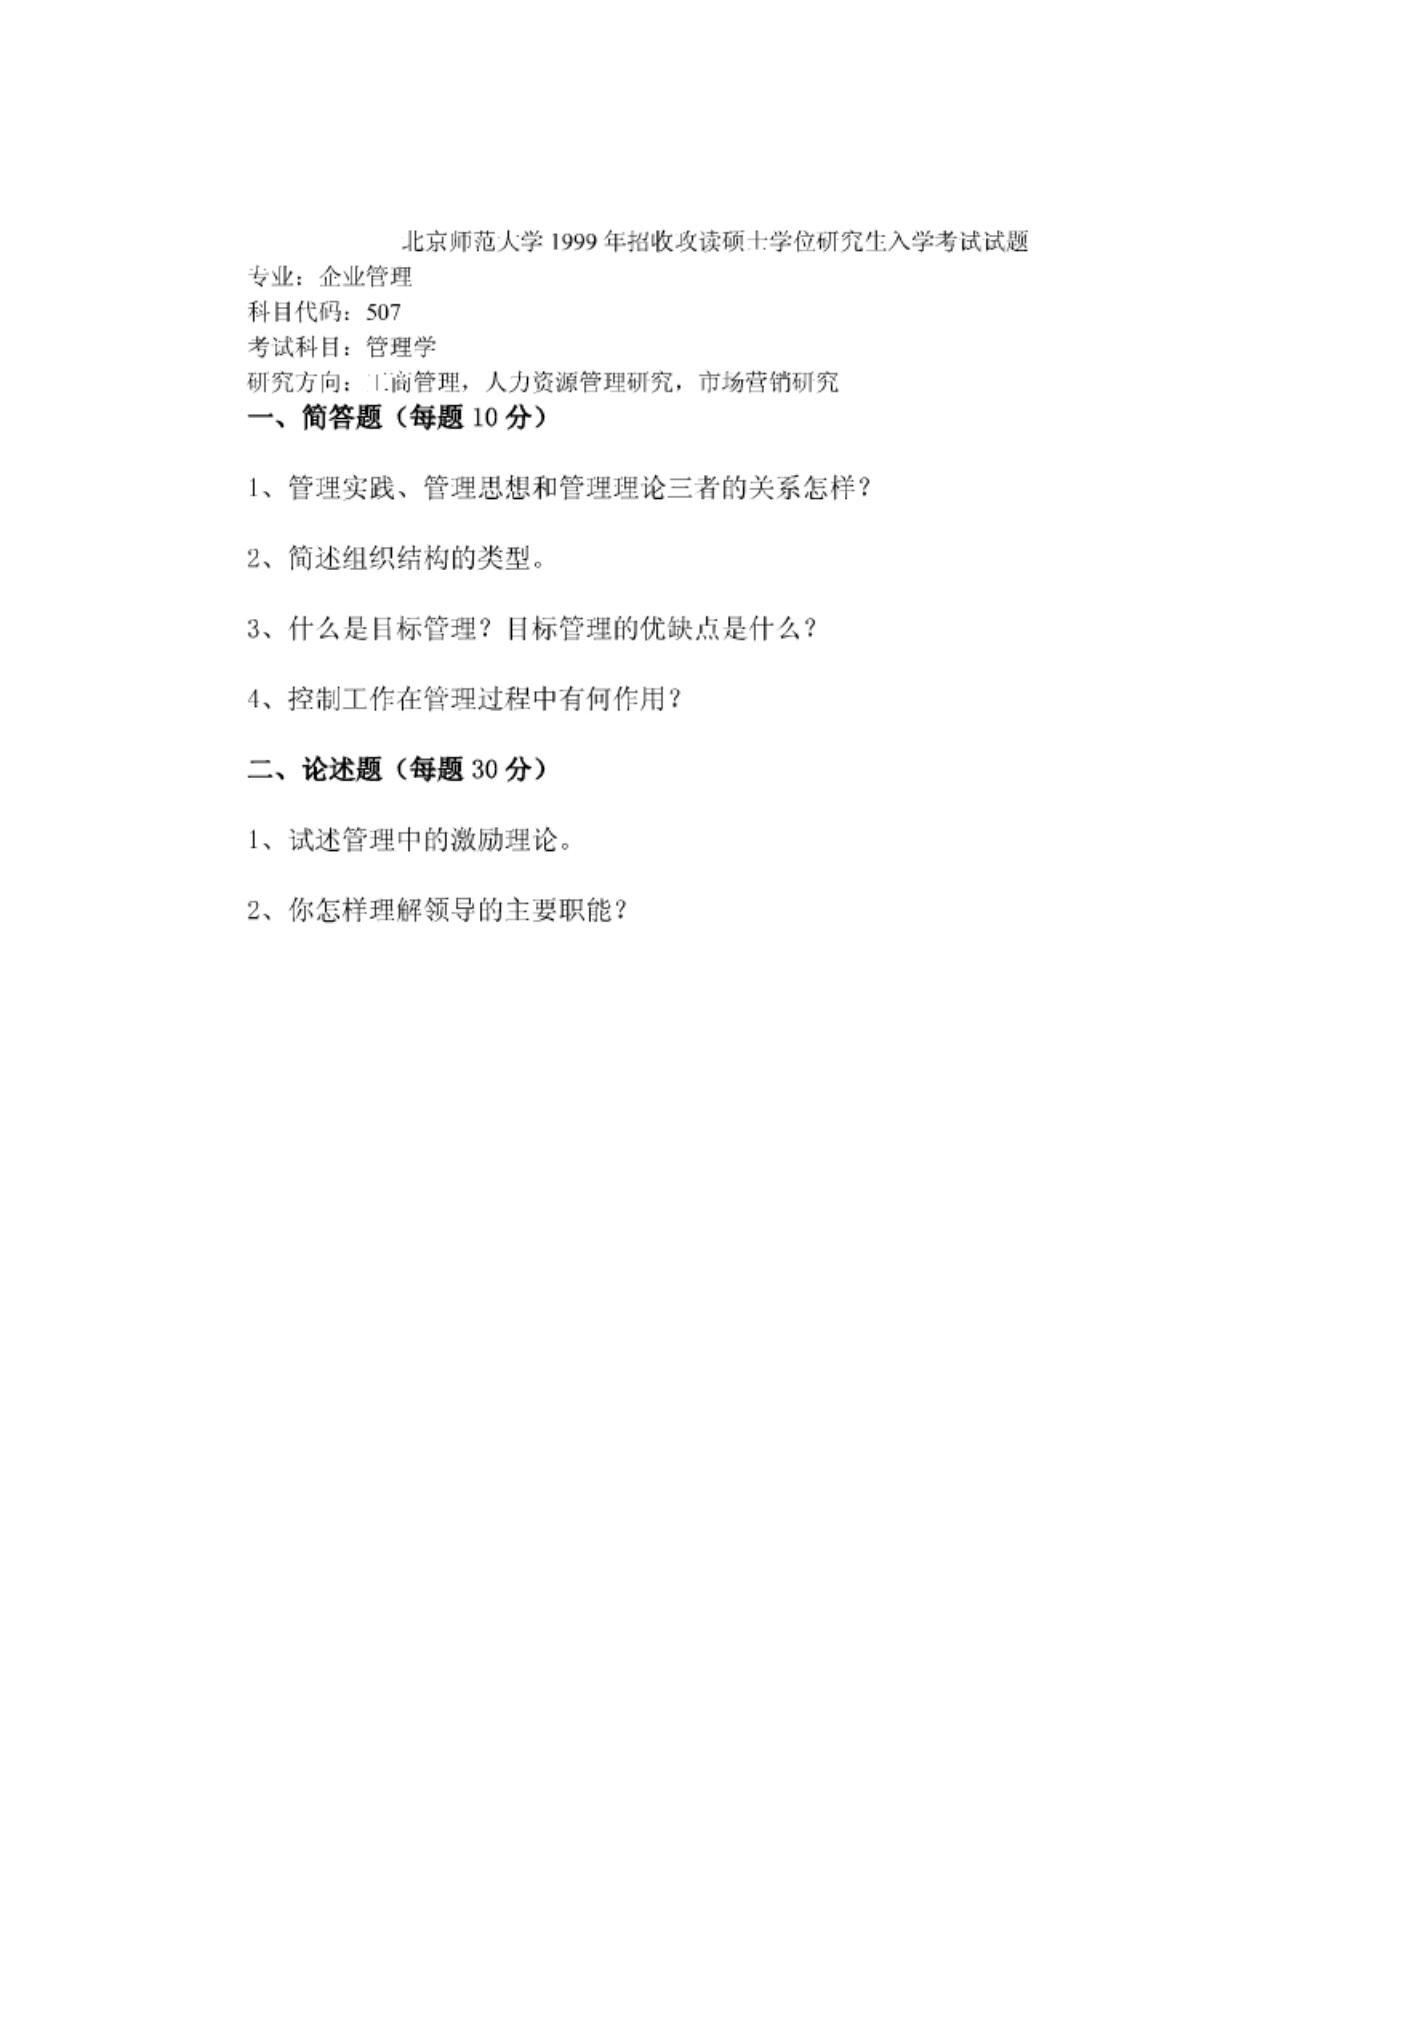 北京师范大学 1999 年招收攻读硕士学位研究生入学考试试题
专业：企业管理
科目代码：507
考试科目：管理学
研究方向：工商管理，人力资源管理研究，市场营销研究
一、简答题（每题 10 分）
1、管理实践、管理思想和管理理论三者的关系怎样？
2、简述组织结构的类型。
3、什么是目标管理？目标管理的优缺点是什么？
4、控制工作在管理过程中有何作用？
二、论述题（每题 30 分）
1、试述管理中的激励理论。
2、你怎样理解领导的主要职能？